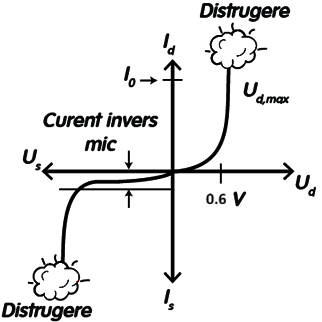 Distrugere
I_d
I_0
U_d,max
Curent invers
mic
U_s
U_d
0.6 V
I_s
Distrugere